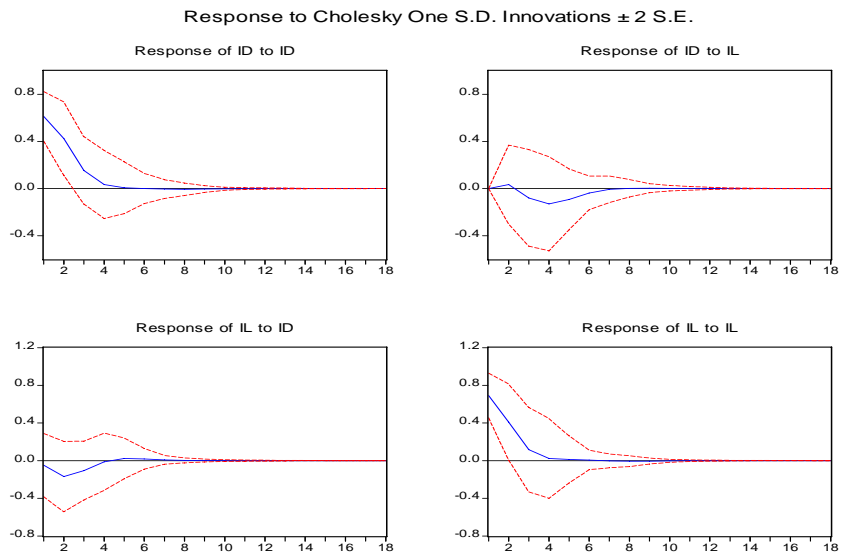 Response to Cholesky One S.D. Innovations ± 2 S.E.
Response of ID to ID
0.8
0.4
0.0
-0.4
2 4 6 8 10 12 14 16 18
Response of ID to IL
0.8
0.4
0.0
-0.4
2 4 6 8 10 12 14 16 18
Response of IL to ID
1.2
0.8
0.4
0.0
-0.4
-0.8
2 4 6 8 10 12 14 16 18
Response of IL to IL
1.2
0.8
0.4
0.0
-0.4
-0.8
2 4 6 8 10 12 14 16 18